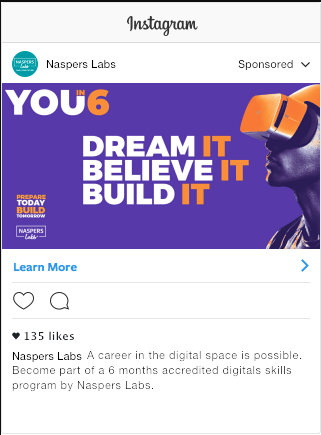 Instagram
NASPERS
Labs
Naspers Labs
Sponsored
YOU IN 6
DREAM IT
BELIEVE IT
BUILD IT
PREPARE
TODAY
BUILD
TOMORROW
NASPERS
Labs
Learn More
135 likes
Naspers Labs A career in the digital space is possible.
Become part of a 6 months accredited digitals skills
program by Naspers Labs.